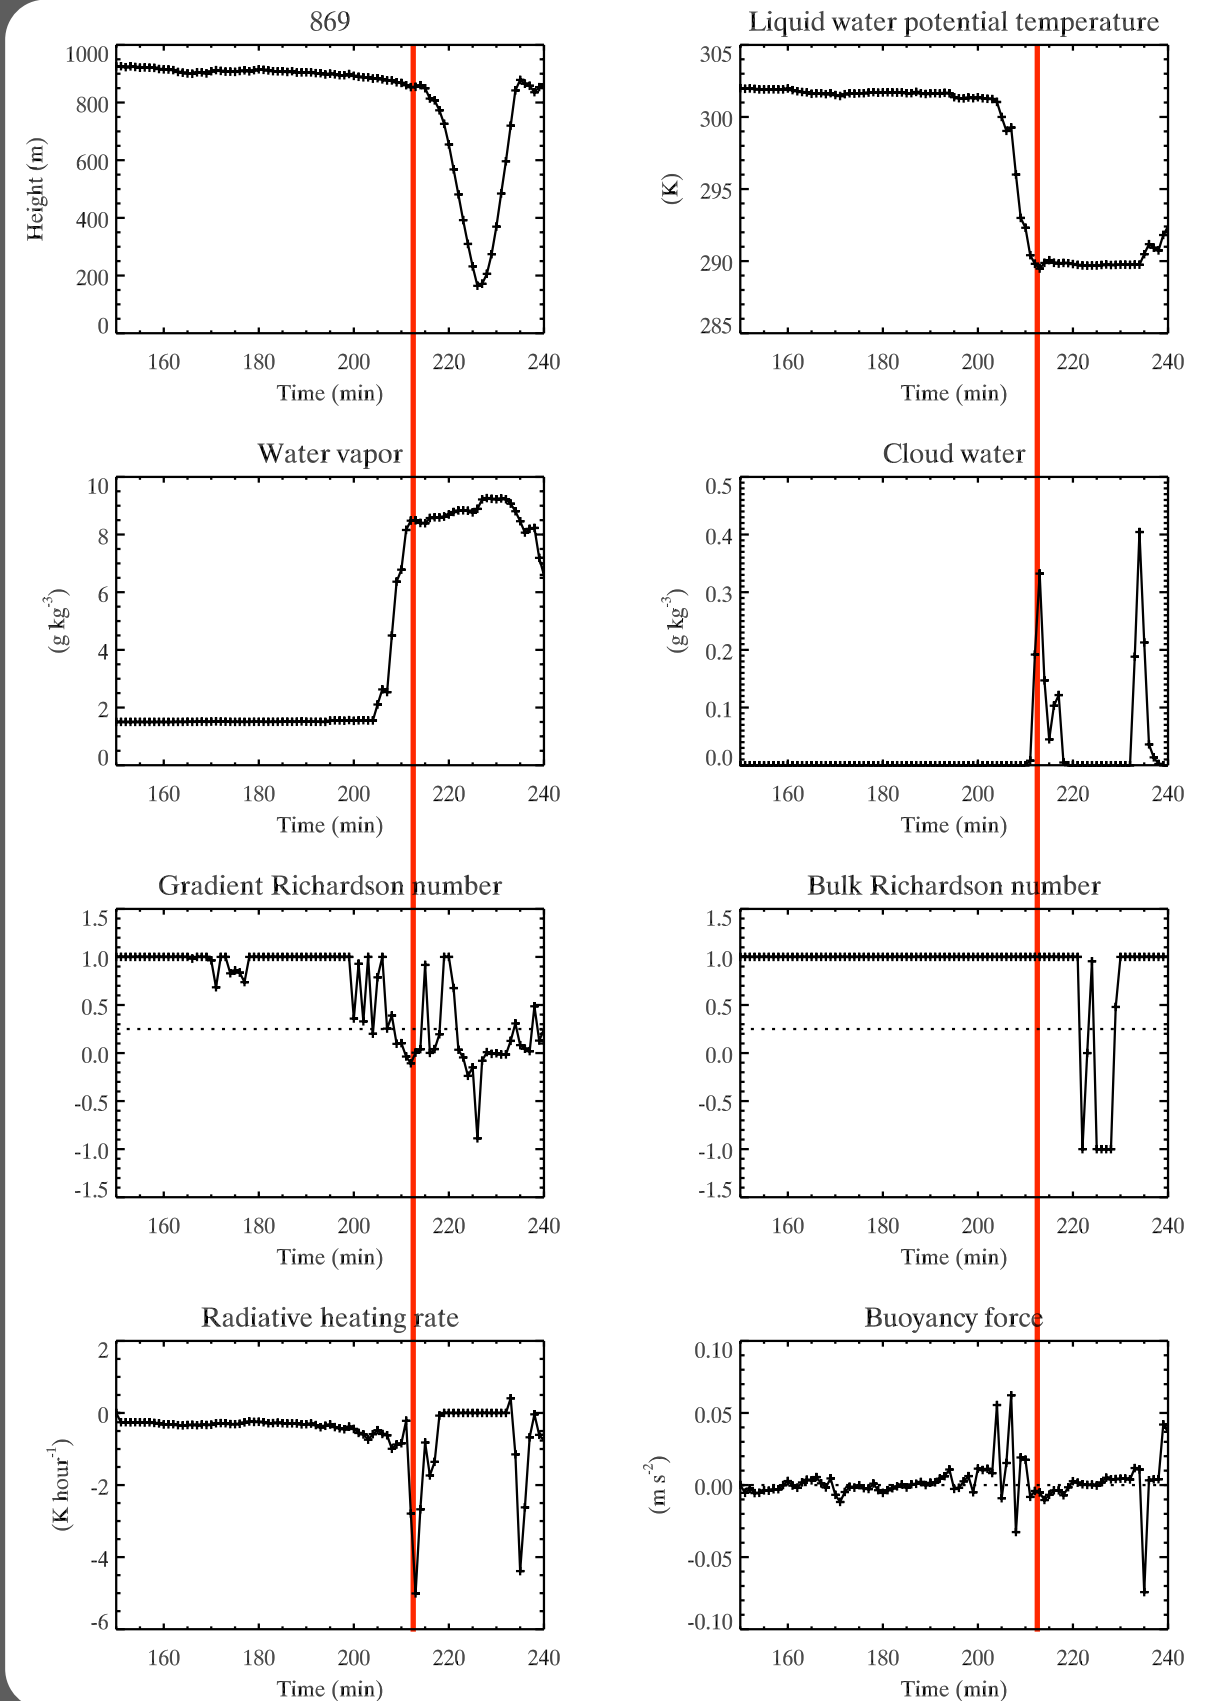 869
Liquid water potential temperature
1000
800
600
400
200
0
Height (m)
160 180 200 220 240
Time (min)
305
300
295
290
285
(K)
160 180 200 220 240
Time (min)
Water vapor
Cloud water
10
8
6
4
2
0
(g kg-3)
160 180 200 220 240
Time (min)
0.5
0.4
0.3
0.2
0.1
0.0
(g kg-3)
160 180 200 220 240
Time (min)
Gradient Richardson number
Bulk Richardson number
1.5
1.0
0.5
0.0
-0.5
-1.0
-1.5
160 180 200 220 240
Time (min)
1.5
1.0
0.5
0.0
-0.5
-1.0
-1.5
160 180 200 220 240
Time (min)
Radiative heating rate
Buoyancy force
2
0
-2
-4
-6
(K hour-1)
160 180 200 220 240
Time (min)
0.10
0.05
0.00
-0.05
-0.10
(m s-2)
160 180 200 220 240
Time (min)